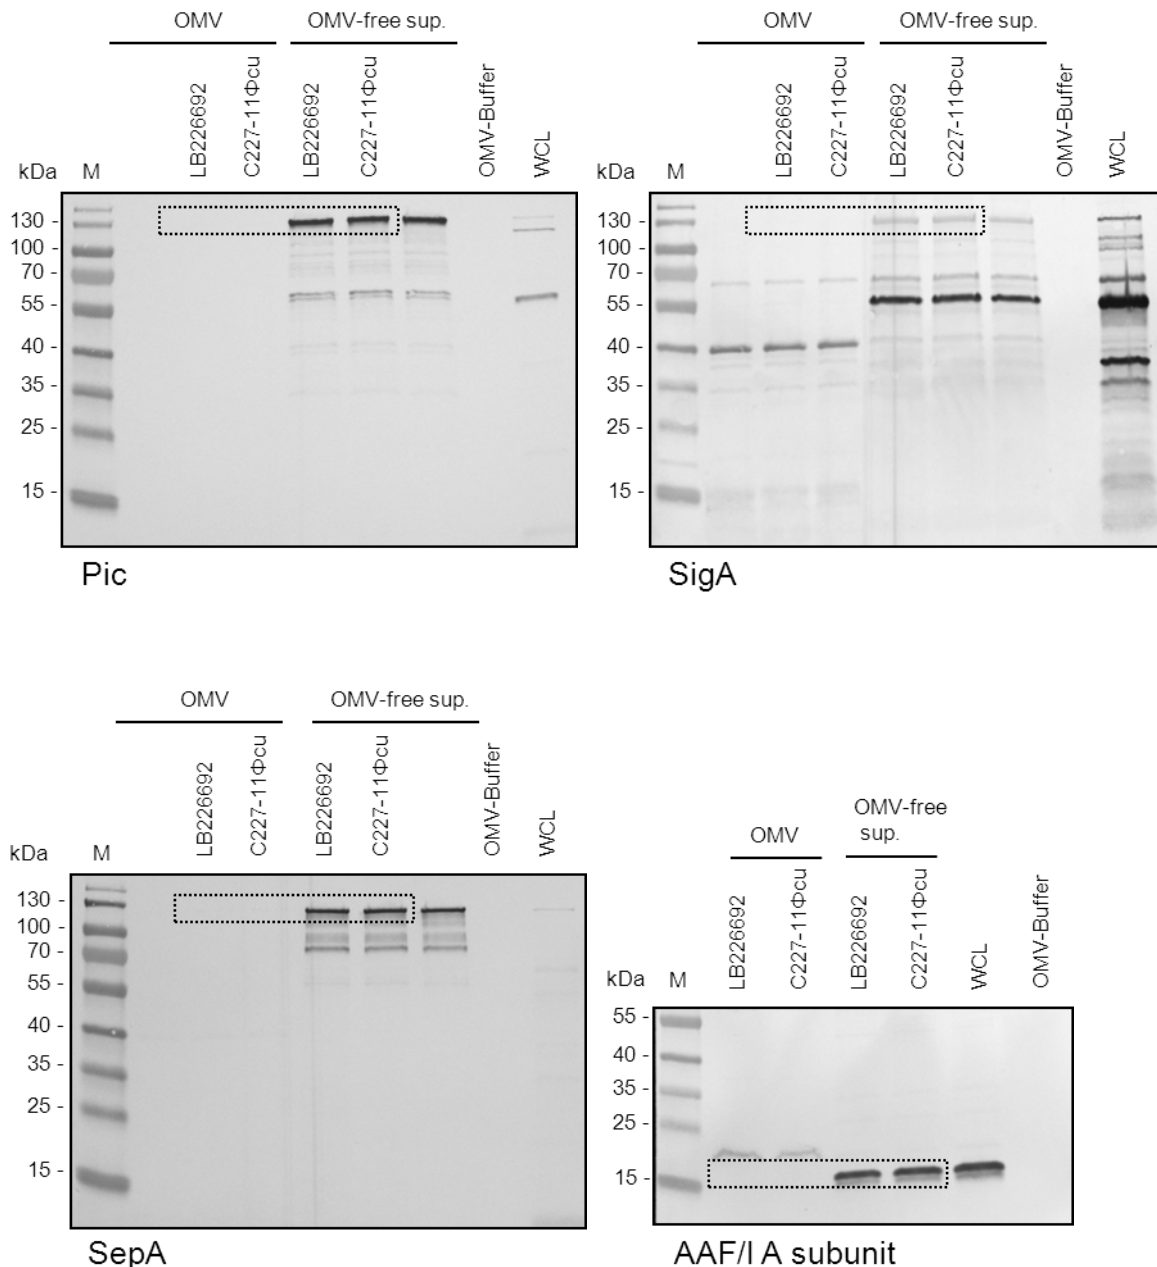 OMV OMV-free sup.
LB226692 C227-11Φcu LB226692 C227-11Φcu OMV-Buffer WCL
kDa M
130 -
100 -
70 -
55 -
40 -
35 -
25 -
15 -
Pic
OMV OMV-free sup.
LB226692 C227-11Φcu LB226692 C227-11Φcu OMV-Buffer WCL
kDa M
130 -
100 -
70 -
55 -
40 -
35 -
25 -
15 -
SigA
OMV OMV-free sup.
LB226692 C227-11Φcu LB226692 C227-11Φcu OMV-Buffer WCL
kDa M
130 -
100 -
70 -
55 -
40 -
35 -
25 -
15 -
SepA
OMV-free
OMV sup.
LB226692 C227-11Φcu LB226692 C227-11Φcu WCL OMV-Buffer
kDa M
55 -
40 -
35 -
25 -
15 -
AAF/I A subunit